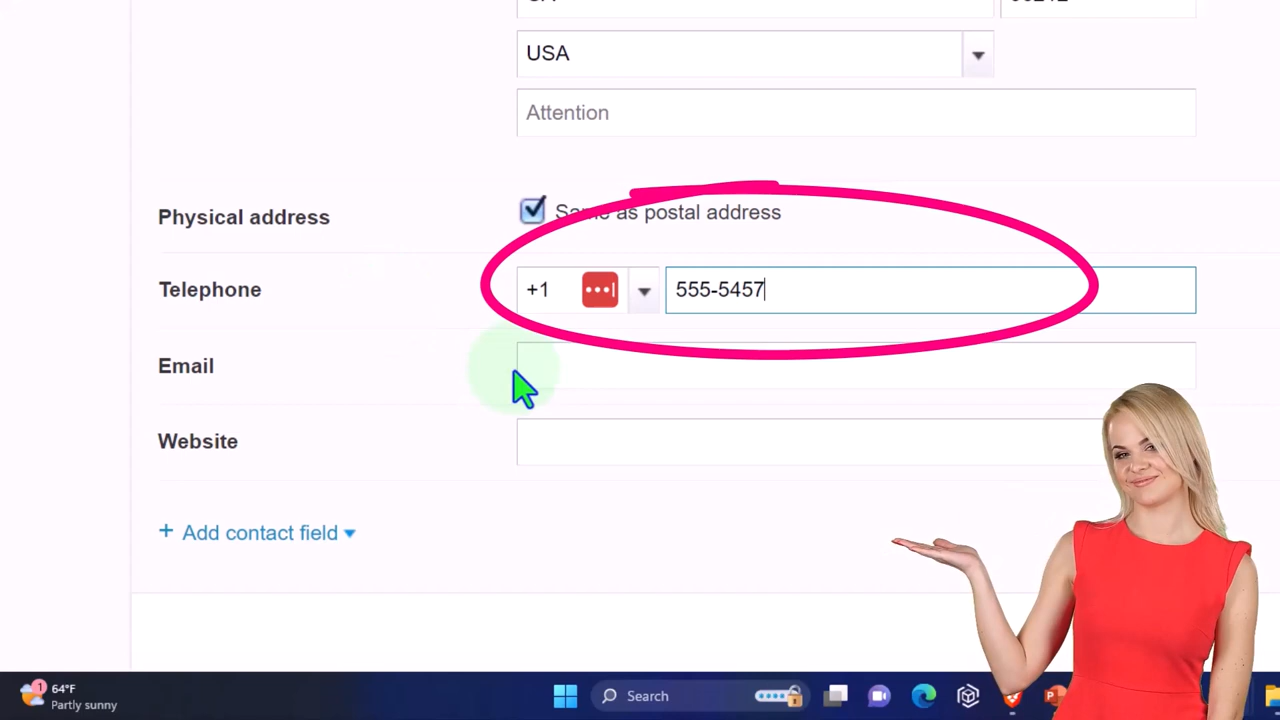 USA
Attention
Physical address
Same as postal address
Telephone
+1
555-5457
Email
Website
+ Add contact field
1
64°F
Partly sunny
Search